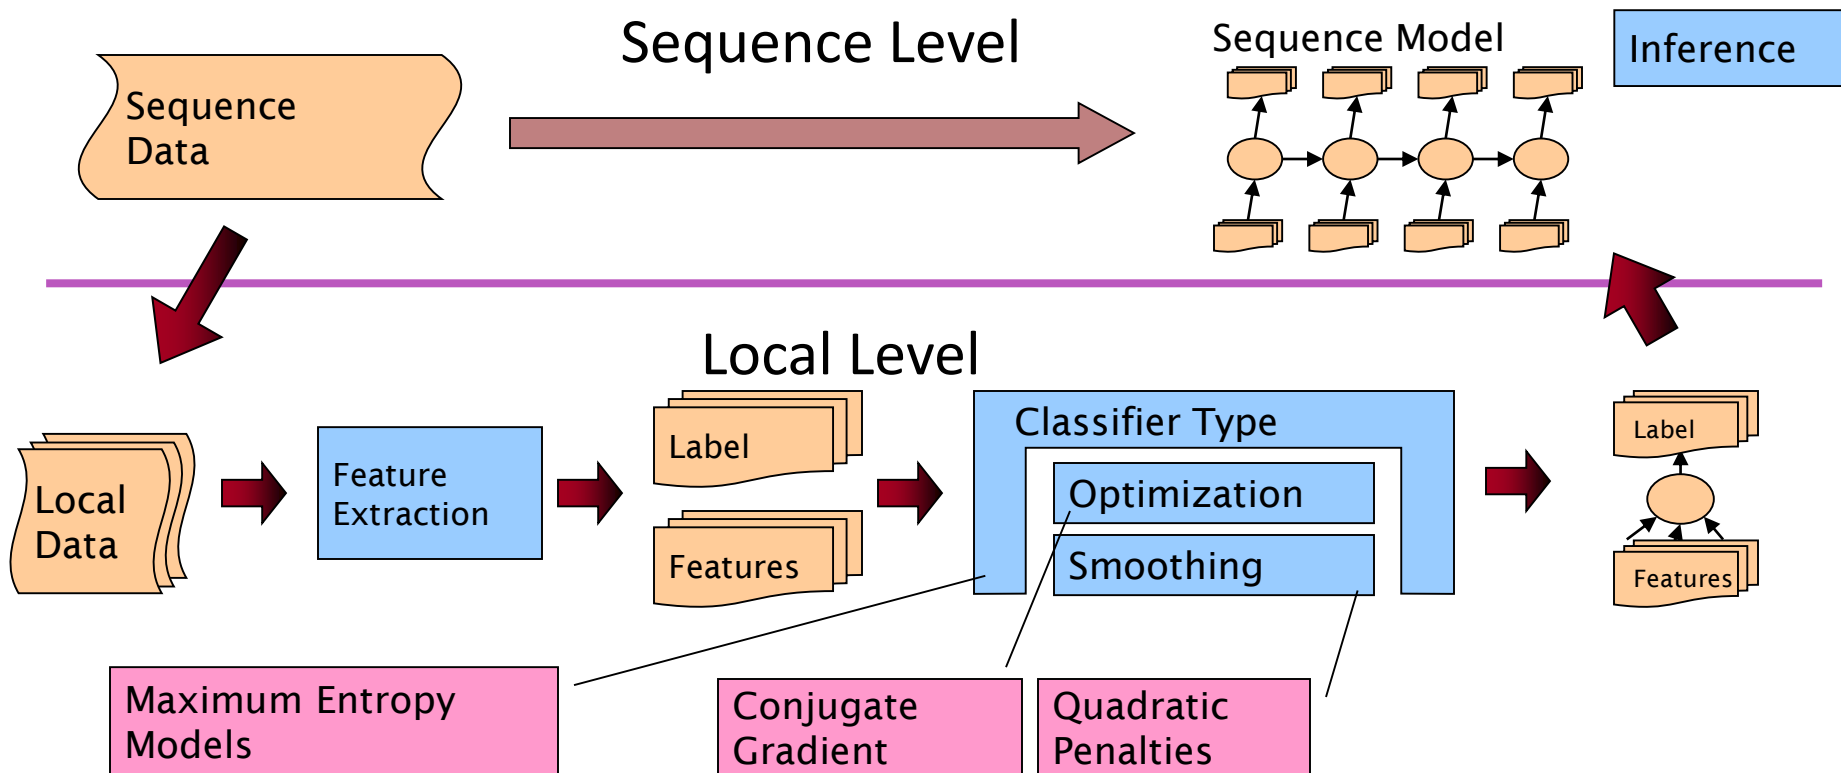 Sequence Level
Sequence Model
Inference
Sequence
Data
Local Level
Local
Data
Feature
Extraction
Label
Features
Classifier Type
Optimization
Smoothing
Label
Features
Maximum Entropy
Models
Conjugate
Gradient
Quadratic
Penalties